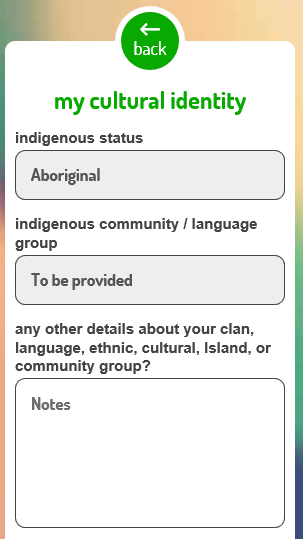 back
my cultural identity
indigenous status
Aboriginal
indigenous community / language
group
To be provided
any other details about your clan,
language, ethnic, cultural, Island, or
community group?
Notes